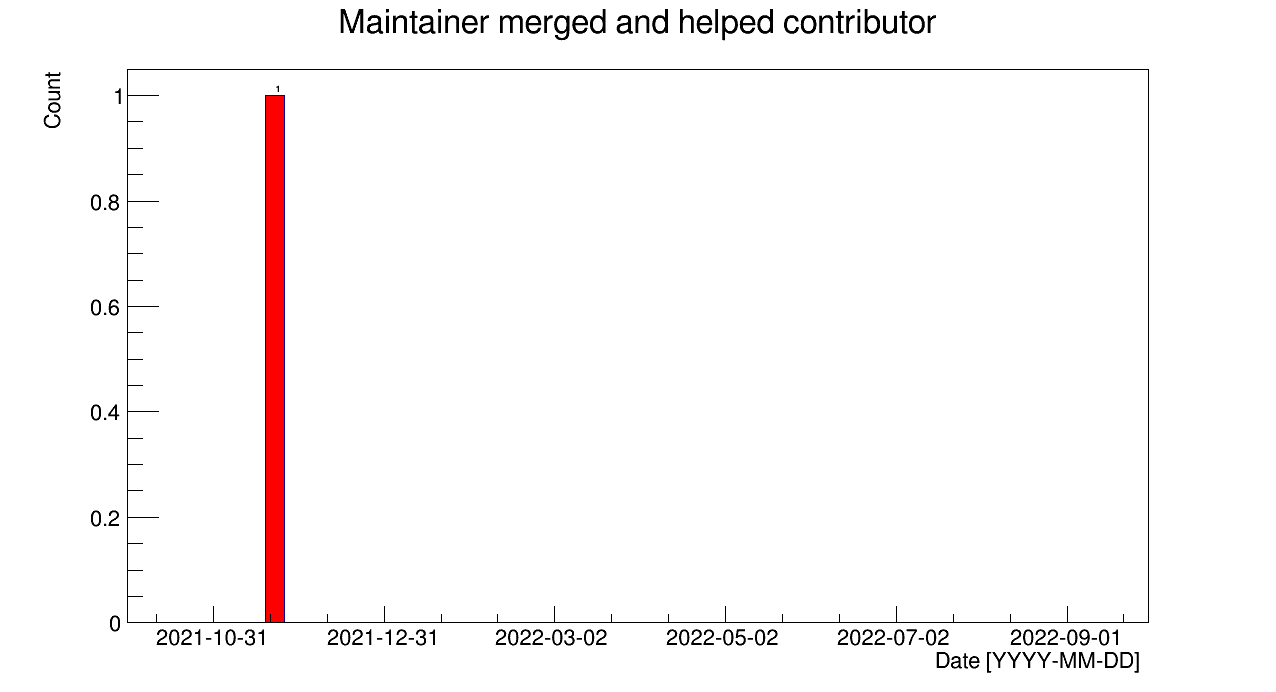 Maintainer merged and helped contributor
Count
1
1
0.8
0.6
0.4
0.2
0
2021-10-31 2021-12-31 2022-03-02 2022-05-02 2022-07-02 2022-09-01
Date [YYYY-MM-DD]